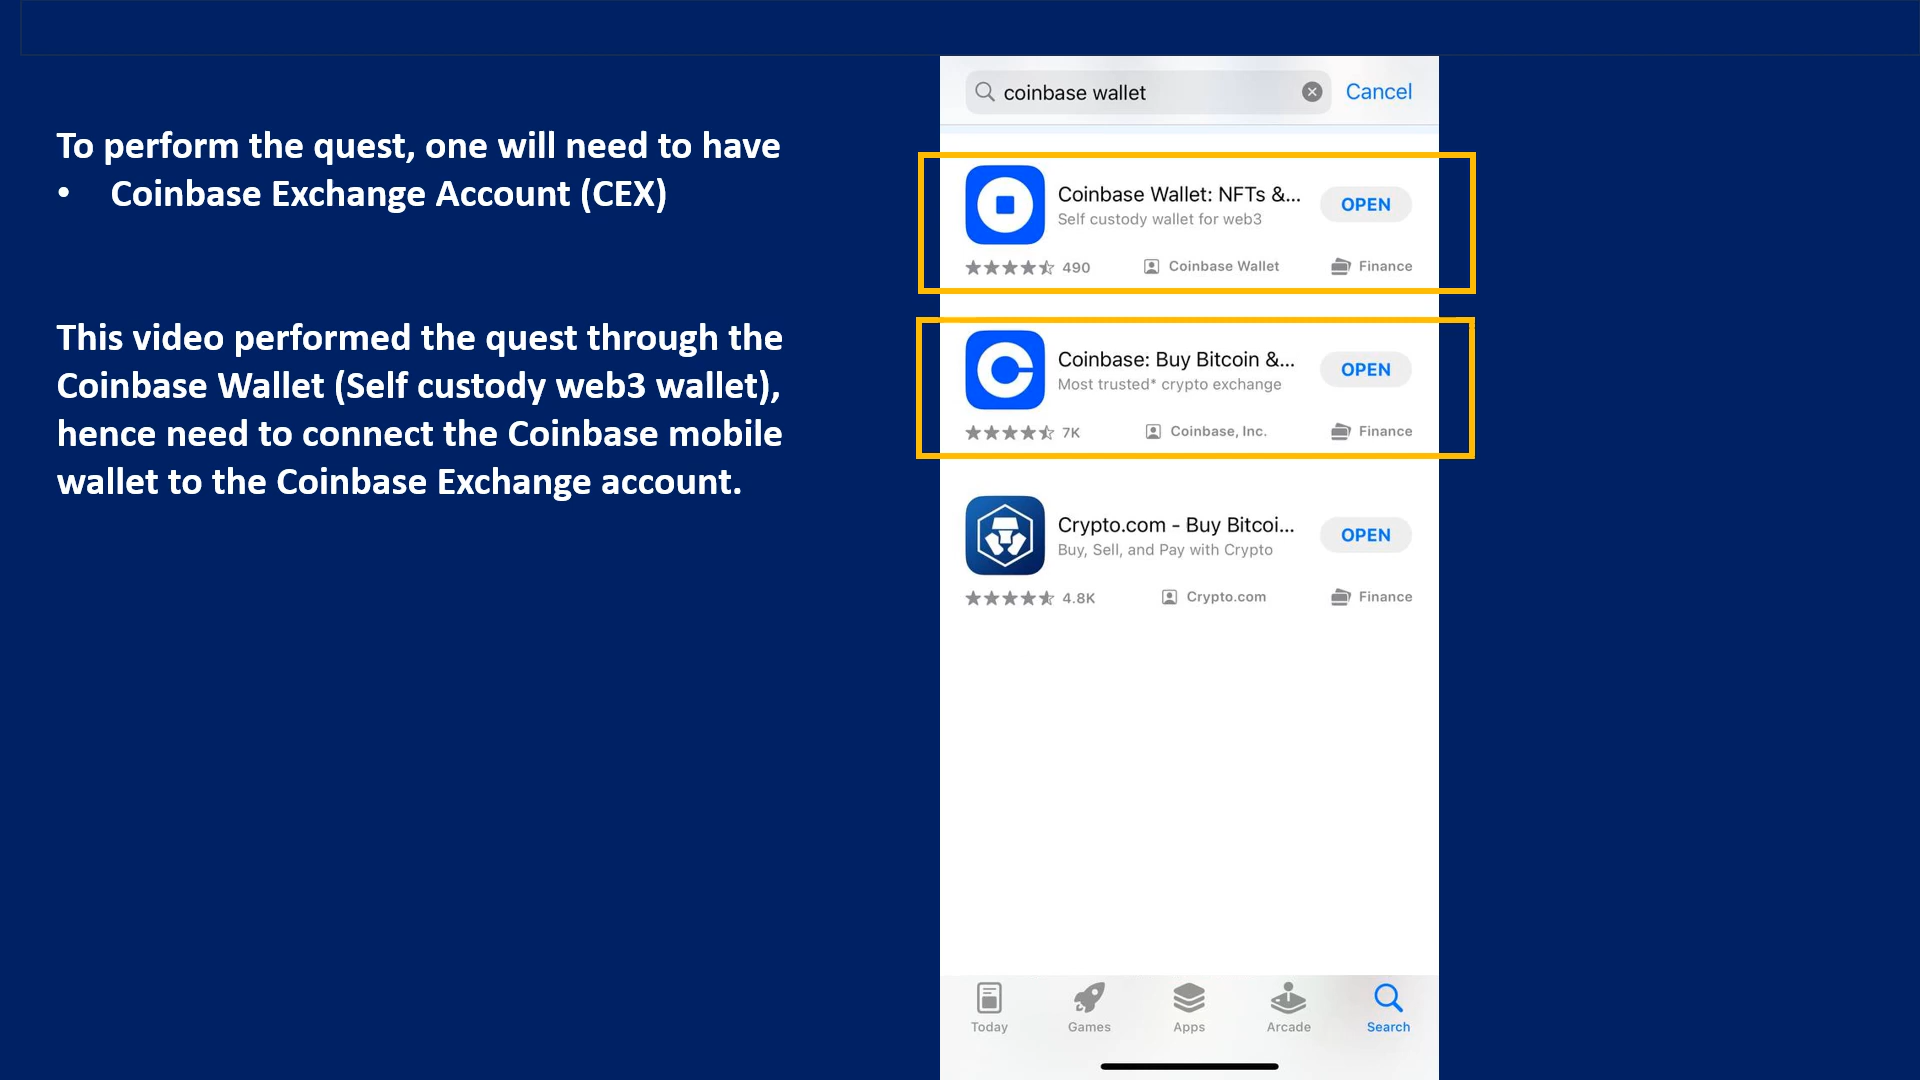 To perform the quest, one will need to have
• Coinbase Exchange Account (CEX)
This video performed the quest through the
Coinbase Wallet (Self custody web3 wallet),
hence need to connect the Coinbase mobile
wallet to the Coinbase Exchange account.
coinbase wallet Cancel
Coinbase Wallet: NFTs &...
Self custody wallet for web3
OPEN
490 Coinbase Wallet Finance
Coinbase: Buy Bitcoin &...
Most trusted* crypto exchange
OPEN
7K Coinbase, Inc. Finance
Crypto.com - Buy Bitcoi...
Buy, Sell, and Pay with Crypto
OPEN
4.8K Crypto.com Finance
Today Games Apps Arcade Search